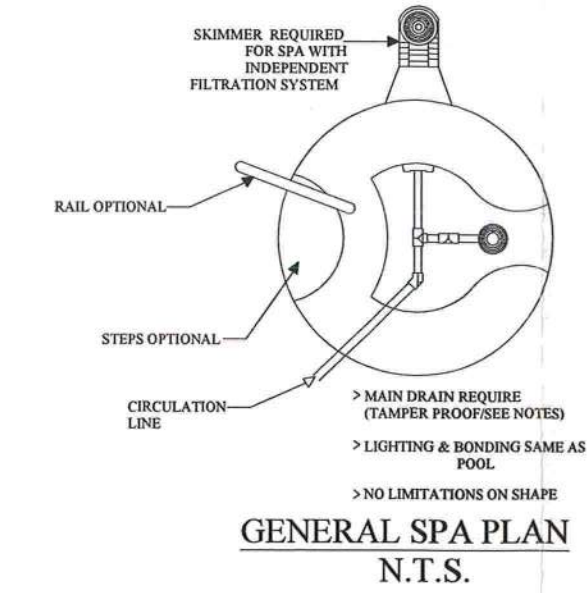 SKIMMER REQUIRED
FOR SPA WITH
INDEPENDENT
FILTRATION SYSTEM
RAIL OPTIONAL
STEPS OPTIONAL
CIRCULATION
LINE
> MAIN DRAIN REQUIRE
(TAMPER PROOF/SEE NOTES)
> LIGHTING & BONDING SAME AS
POOL
> NO LIMITATIONS ON SHAPE
GENERAL SPA PLAN
N.T.S.